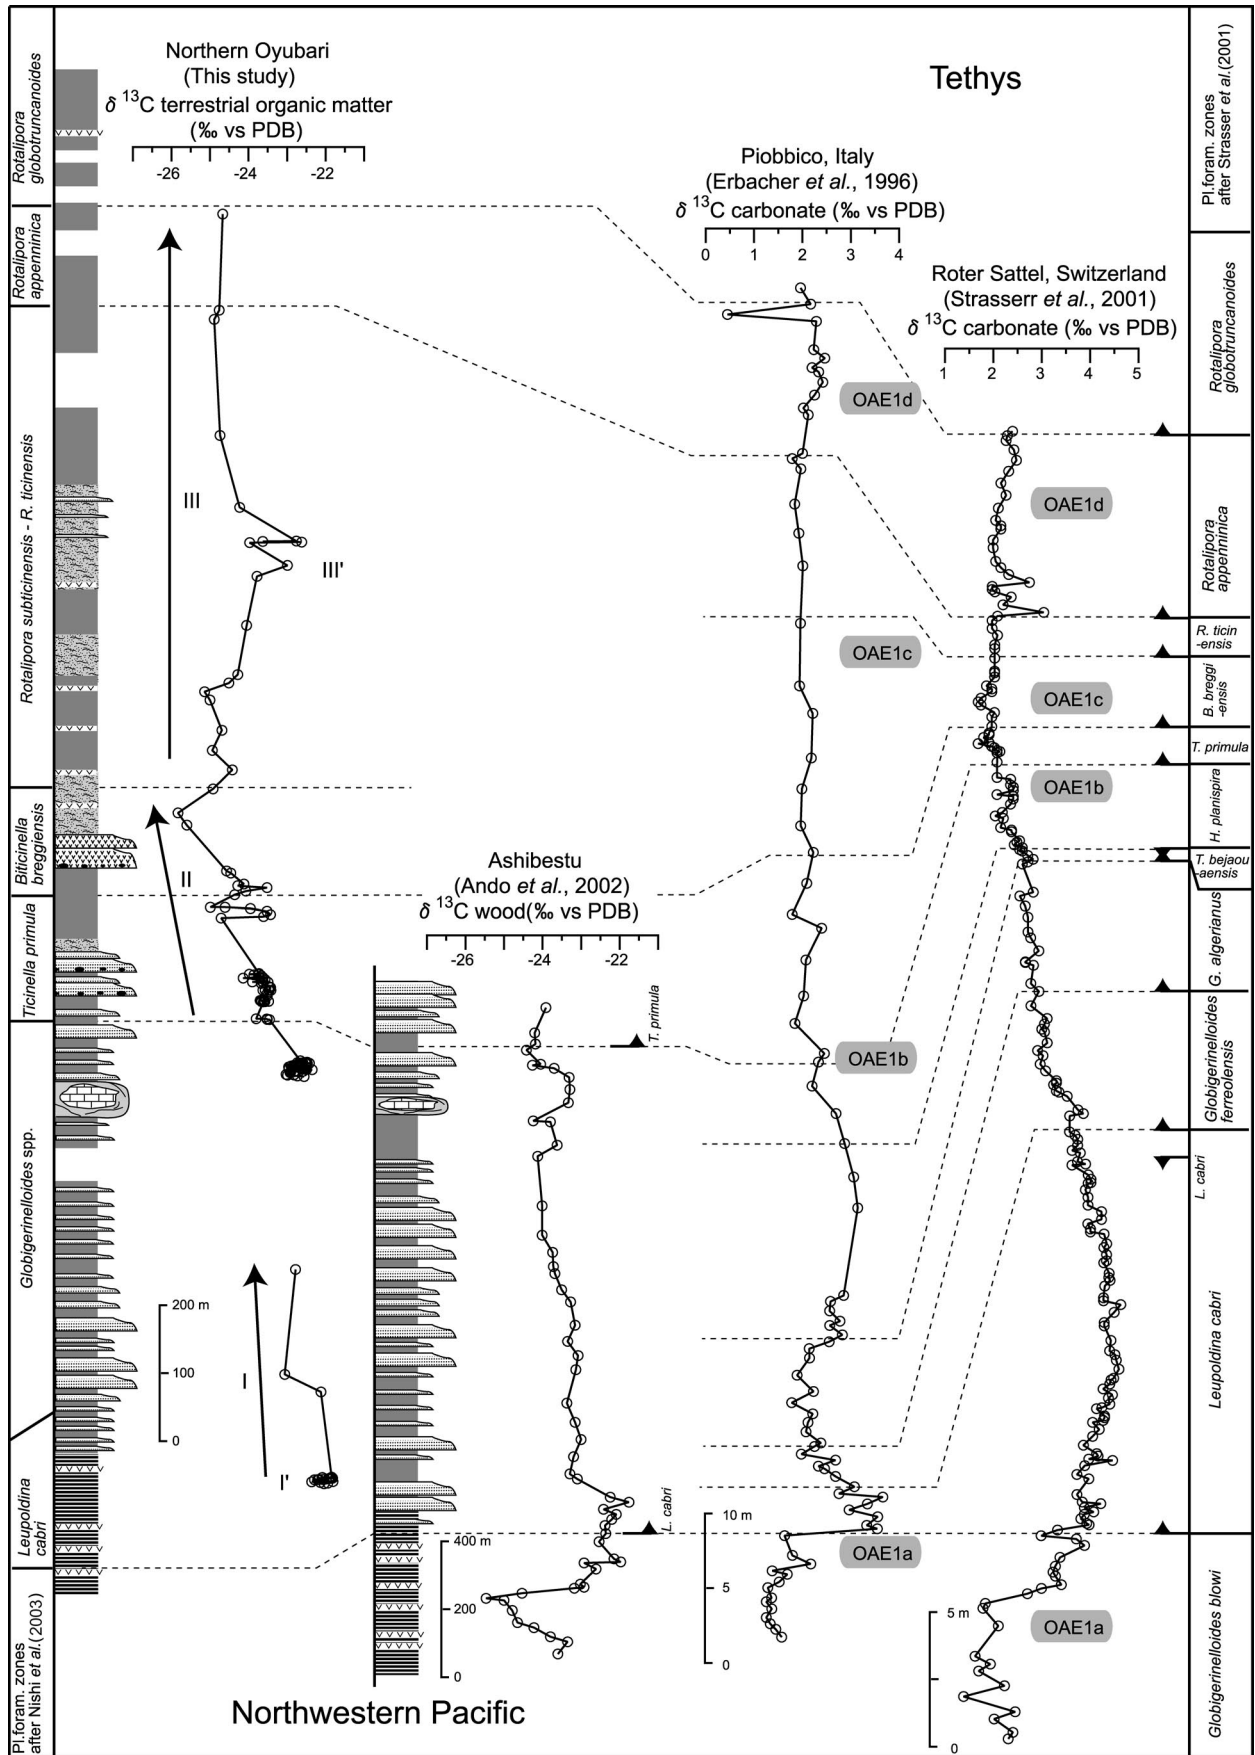 Northern Oyubari
(This study)
δ 13C terrestrial organic matter
(‰ vs PDB)
-26
-24
-22
Tethys
Piobbico, Italy
(Erbacher et al., 1996)
δ 13C carbonate (‰ vs PDB)
0
1
2
3
4
Roter Sattel, Switzerland
(Strasserr et al., 2001)
δ 13C carbonate (‰ vs PDB)
1
2
3
4
5
Ashibestu
(Ando et al., 2002)
δ 13C wood(‰ vs PDB)
-26
-24
-22
Rotalipora
globotruncanoides
Rotalipora
appenninica
Rotalipora subticinensis - R. ticinensis
Biticinella
breggiensis
Ticinella primula
Globigerinelloides spp.
Leupoldina
cabri
Pl.foram. zones
after Nishi et al.(2003)
III
III'
II
I
I'
200 m
100
0
T. primula
L. cabri
400 m
200
0
OAE1d
OAE1c
OAE1b
OAE1a
10 m
5
0
OAE1d
OAE1c
OAE1b
OAE1a
5 m
0
Pl.foram. zones
after Strasser et al.(2001)
Rotalipora
globotruncanoides
Rotalipora
appenninica
R. ticin
-ensis
B. breggi
-ensis
T. primula
H. planispira
T. bejaou
-aensis
G. algerianus
Globigerinelloides
ferreolensis
L. cabri
Leupoldina cabri
Globigerinelloides blowi
Northwestern Pacific